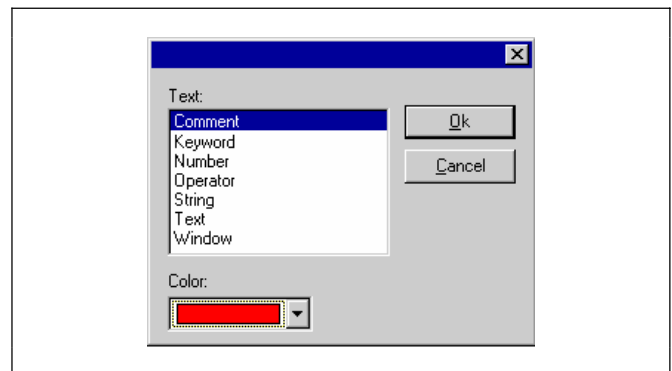 Text:
Comment
Keyword
Number
Operator
String
Text
Window
Ok
Cancel
Color: